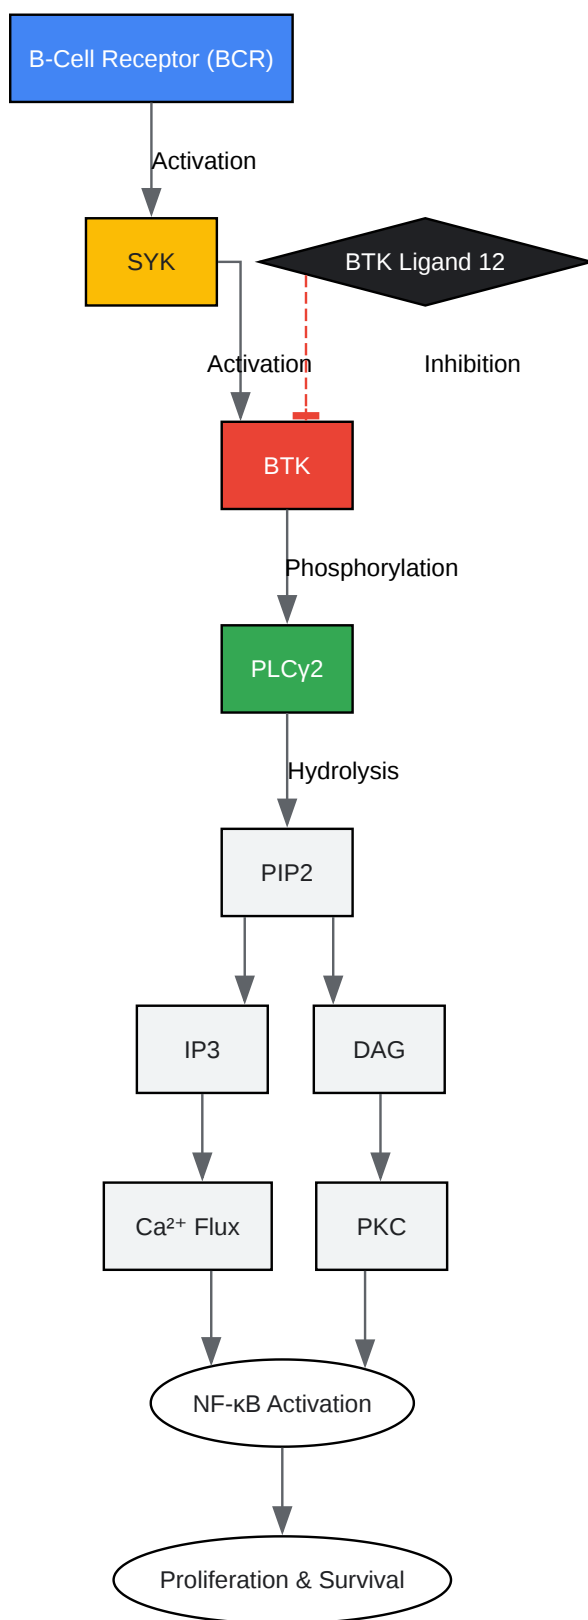 B-Cell Receptor (BCR)
Activation
SYK
BTK Ligand 12
Activation
Inhibition
BTK
Phosphorylation
PLCγ2
Hydrolysis
PIP2
IP3
DAG
Ca²⁺ Flux
PKC
NF-κB Activation
Proliferation & Survival